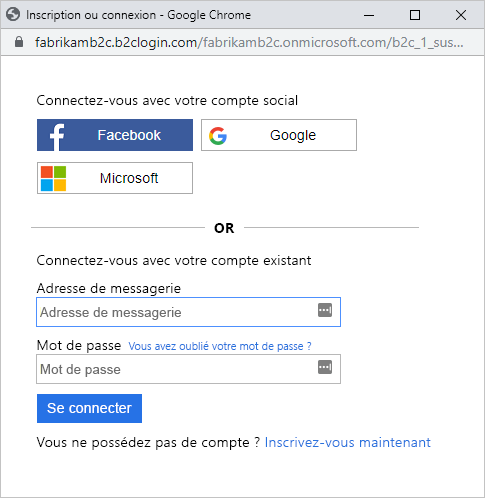 Inscription ou connexion - Google Chrome
fabrikamb2c.b2clogin.com/fabrikamb2c.onmicrosoft.com/b2c_1_sus...
Connectez-vous avec votre compte social
Facebook
Google
Microsoft
OR
Connectez-vous avec votre compte existant
Adresse de messagerie
Adresse de messagerie
Mot de passe Vous avez oublié votre mot de passe ?
Mot de passe
Se connecter
Vous ne possédez pas de compte ? Inscrivez-vous maintenant